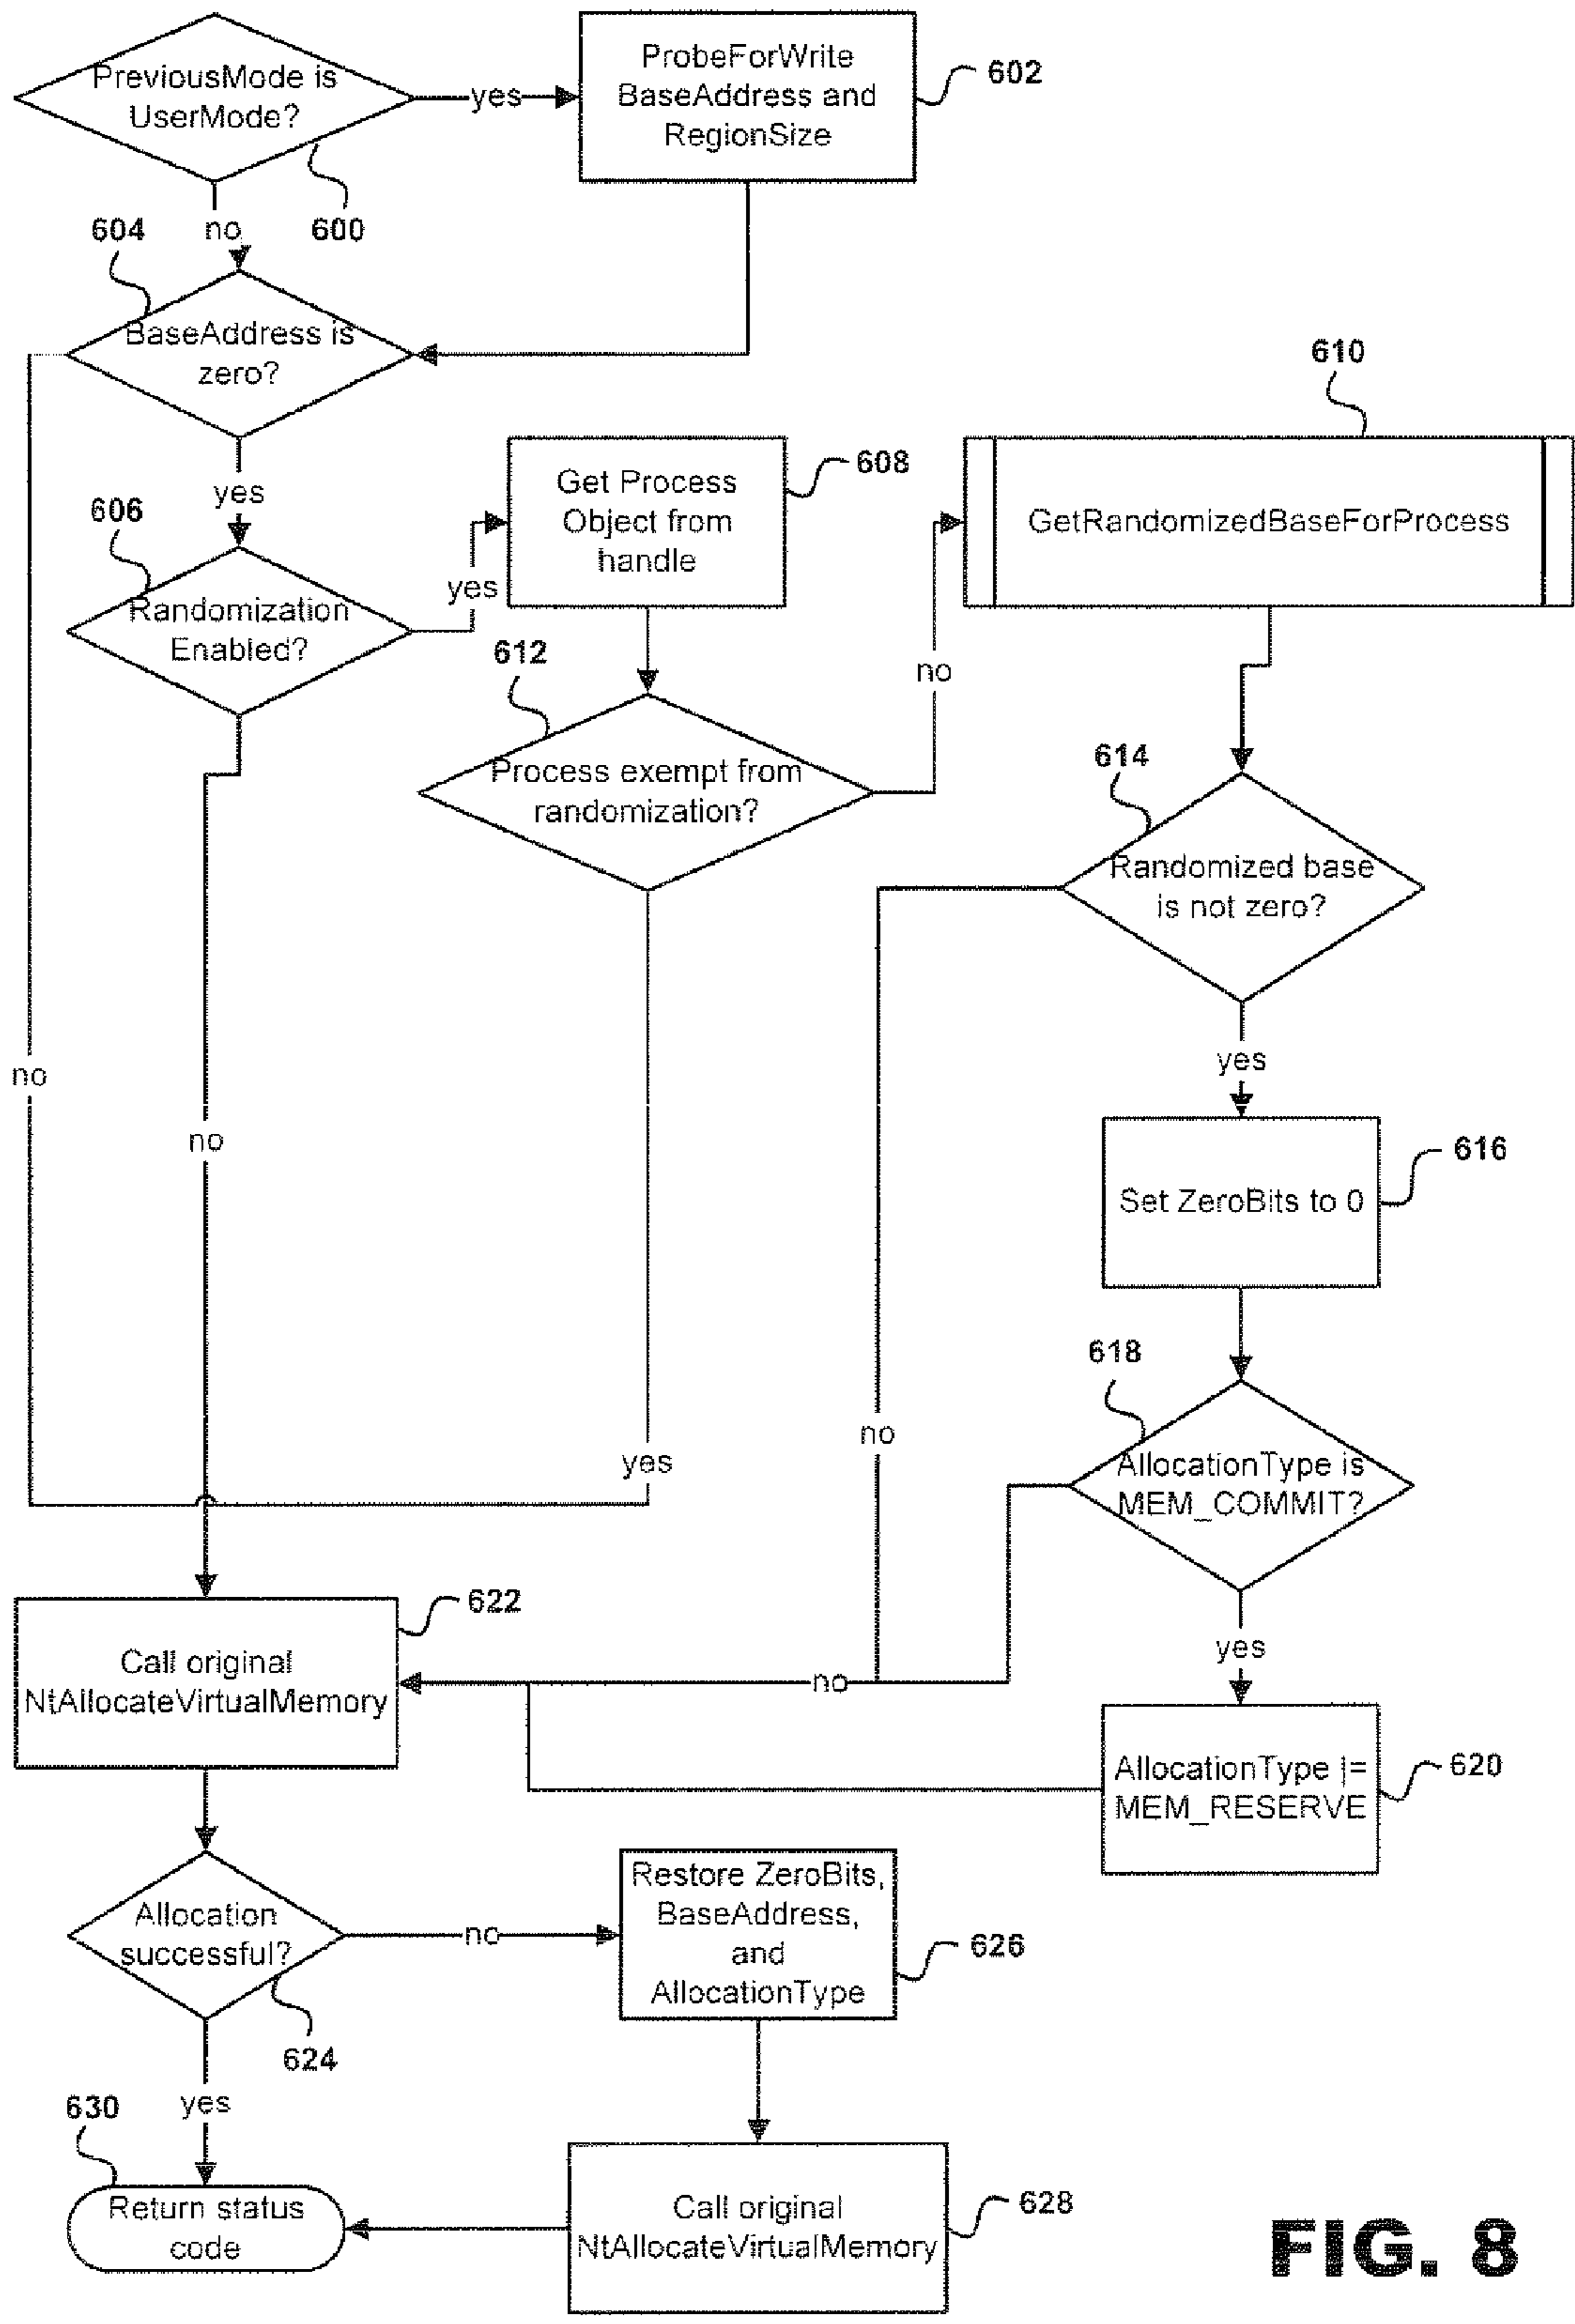 PreviousMode is
UserMode?
yes
ProbeForWrite
BaseAddress and
RegionSize
602
no
600
604
BaseAddress is
zero?
yes
no
606
Randomization
Enabled?
yes
no
Get Process
Object from
handle
608
610
GetRandomizedBaseForProcess
612
Process exempt from
randomization?
no
yes
614
Randomized base
is not zero?
no
yes
Set ZeroBits to 0
616
618
AllocationType is
MEM_COMMIT?
no
yes
AllocationType |=
MEM_RESERVE
620
622
Call original
NtAllocateVirtualMemory
Allocation
successful?
624
no
yes
Restore ZeroBits,
BaseAddress,
and
AllocationType
626
Call original
NtAllocateVirtualMemory
628
630
Return status
code
FIG. 8